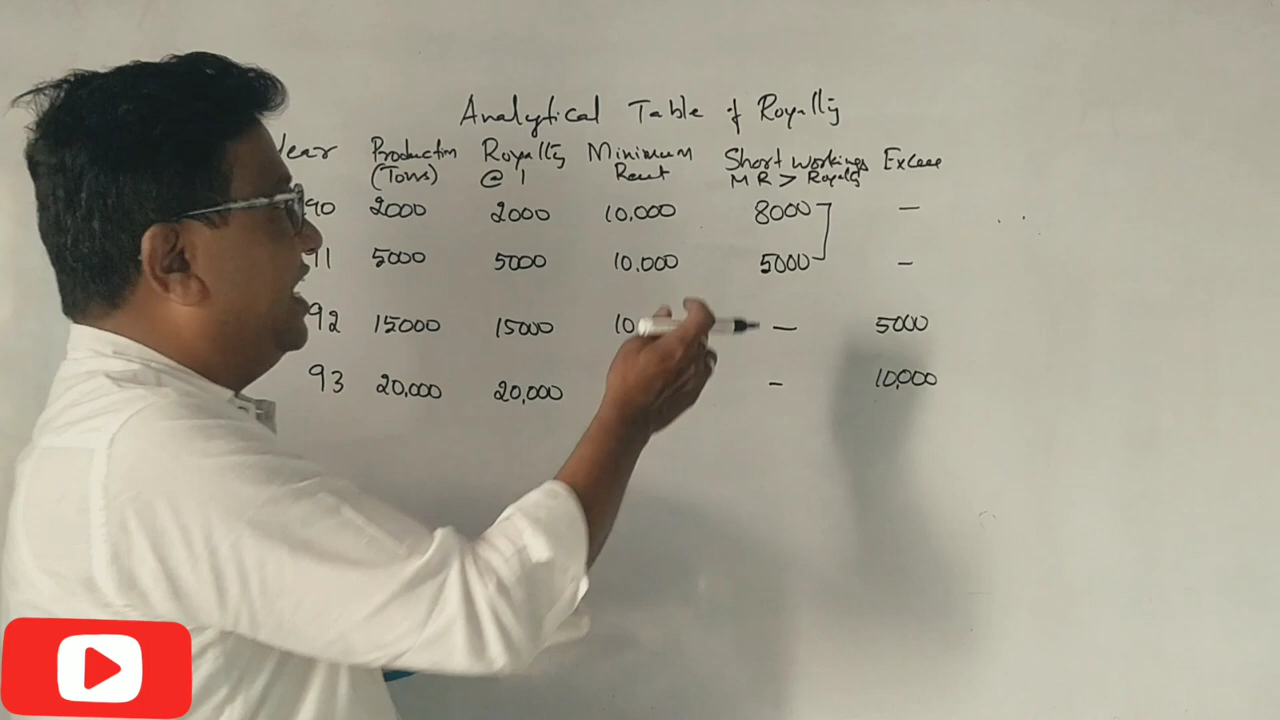 Analytical Table of Royalty
Year Production (Tons) Royalty @ 1 Minimum Rent Short workings MR > Royalty Excess
90 2000 2000 10,000 8000 —
91 5000 5000 10,000 5000 —
92 15000 15000 10 — 5000
93 20,000 20,000 - 10,000